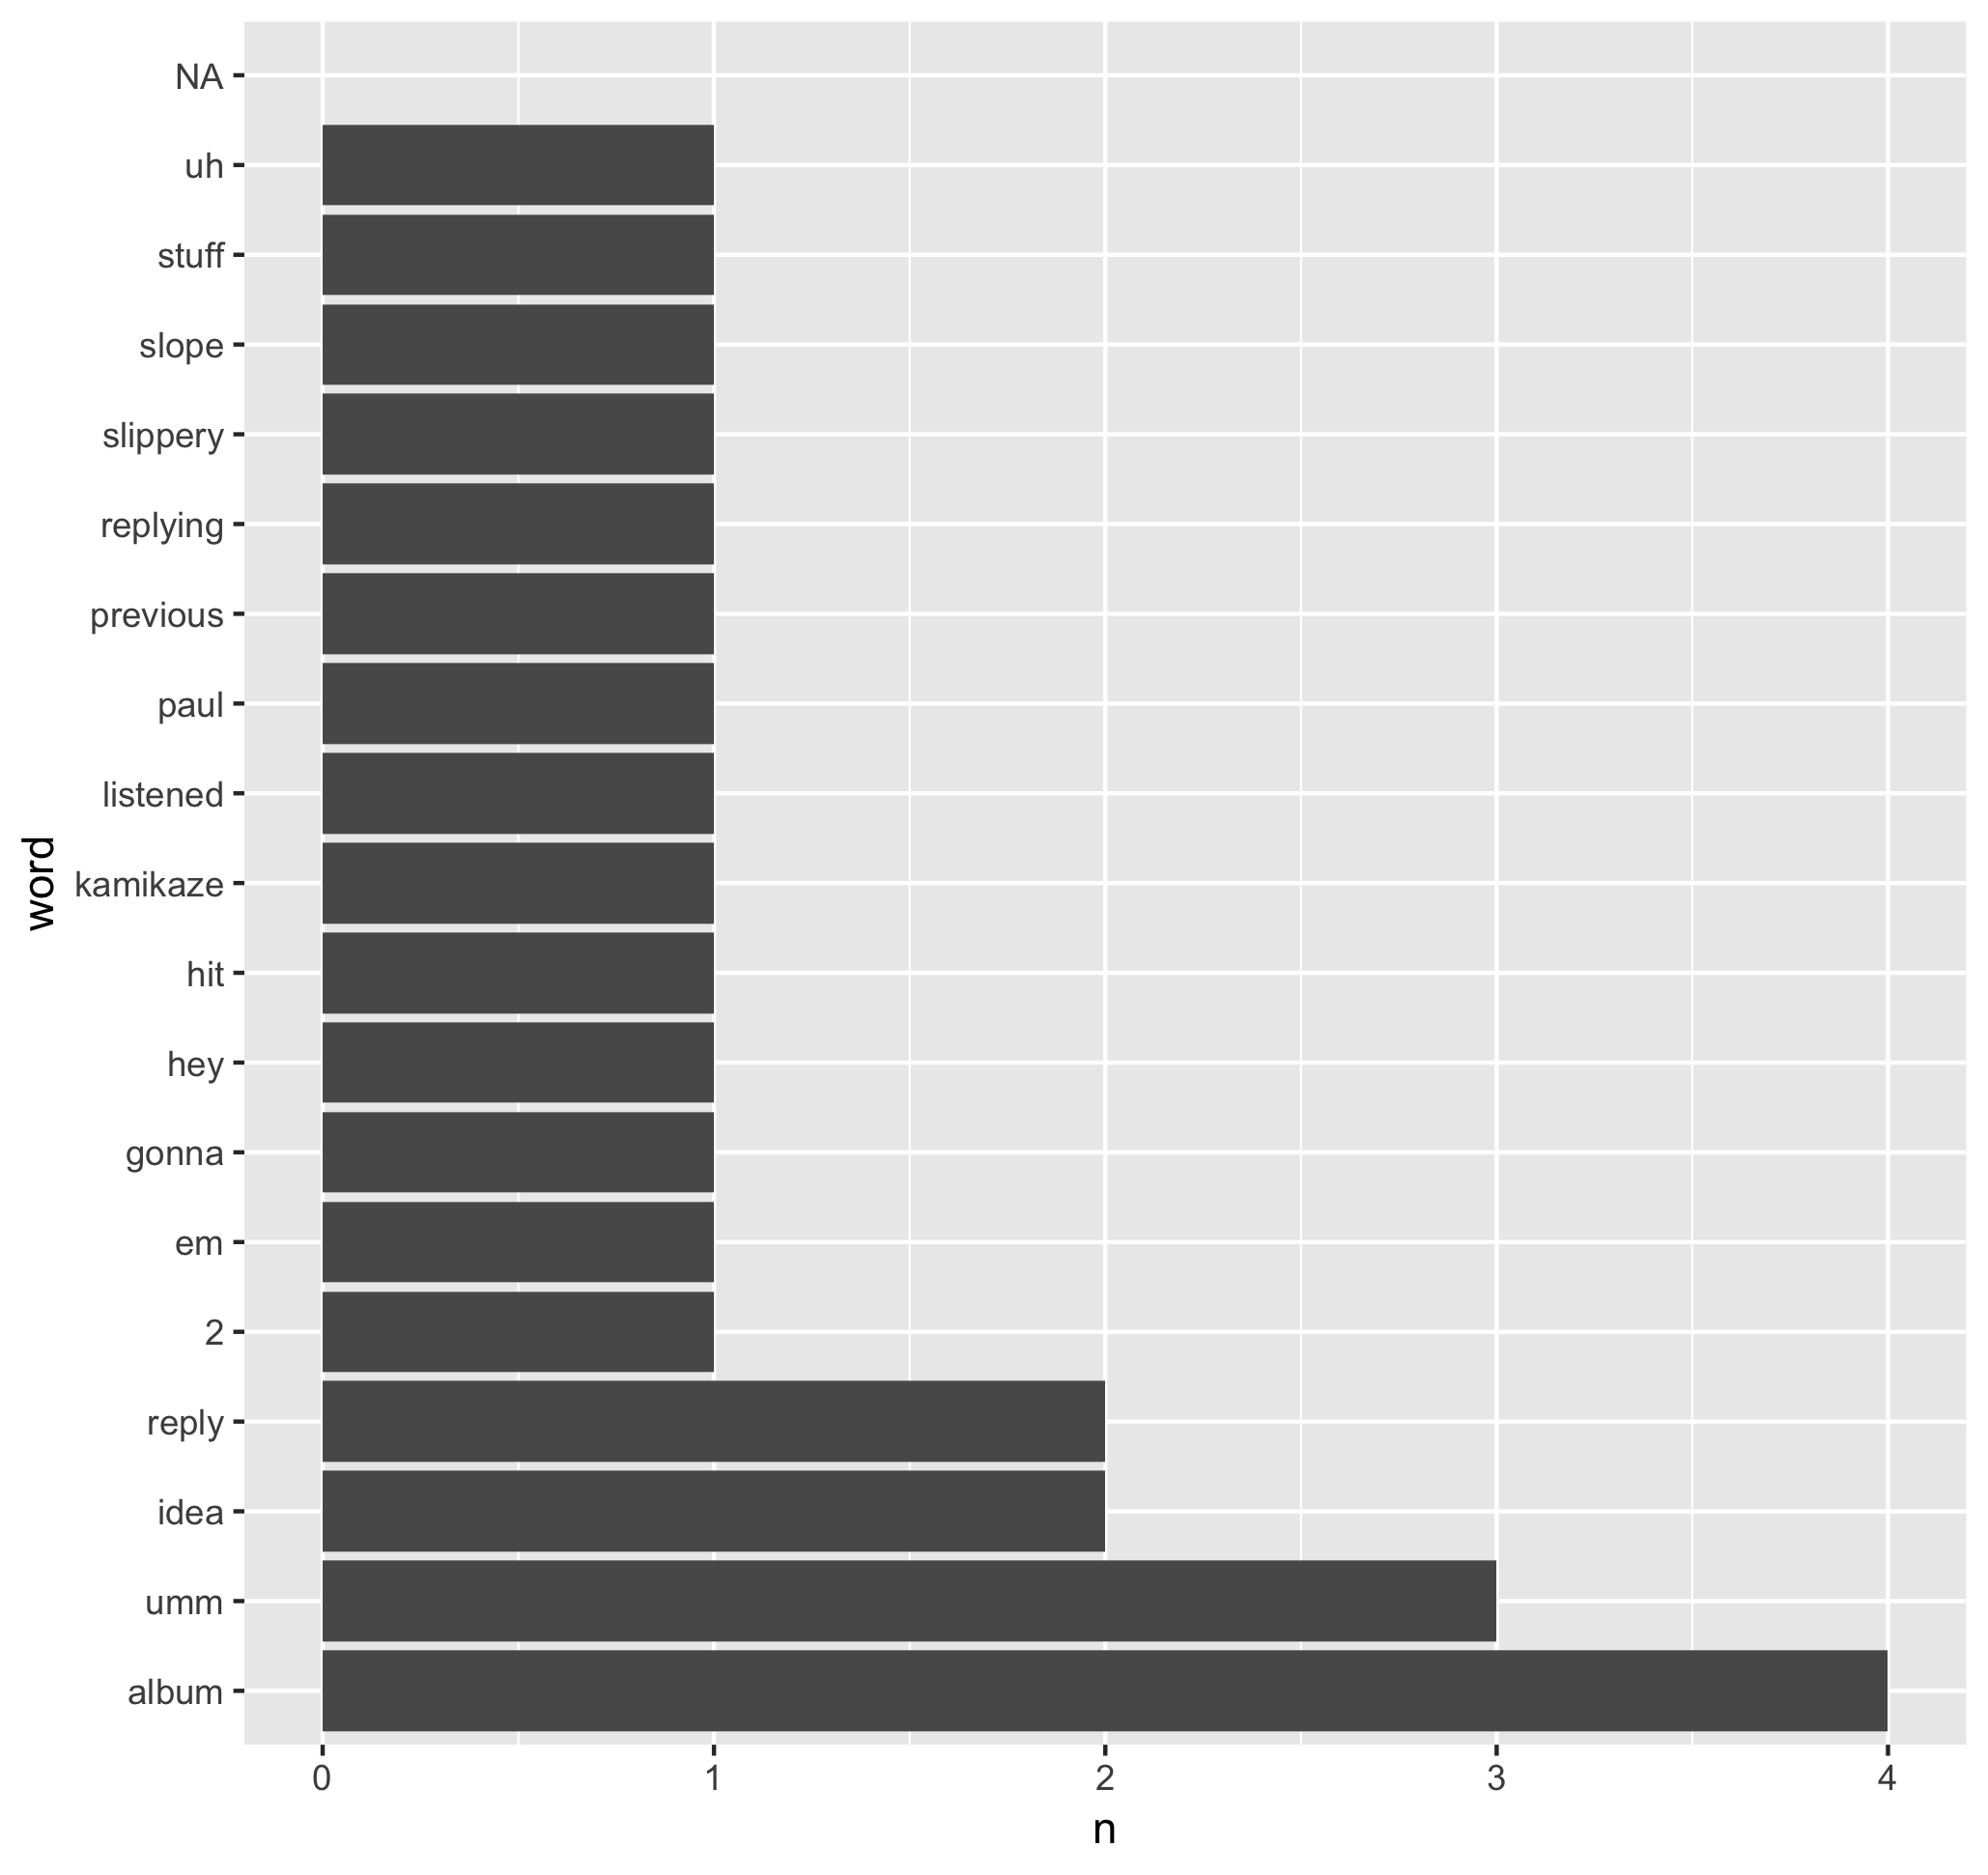 NA
uh
stuff
slope
slippery
replying
previous
paul
listened
kamikaze
hit
hey
gonna
em
2
reply
idea
umm
album
word
0 1 2 3 4
n